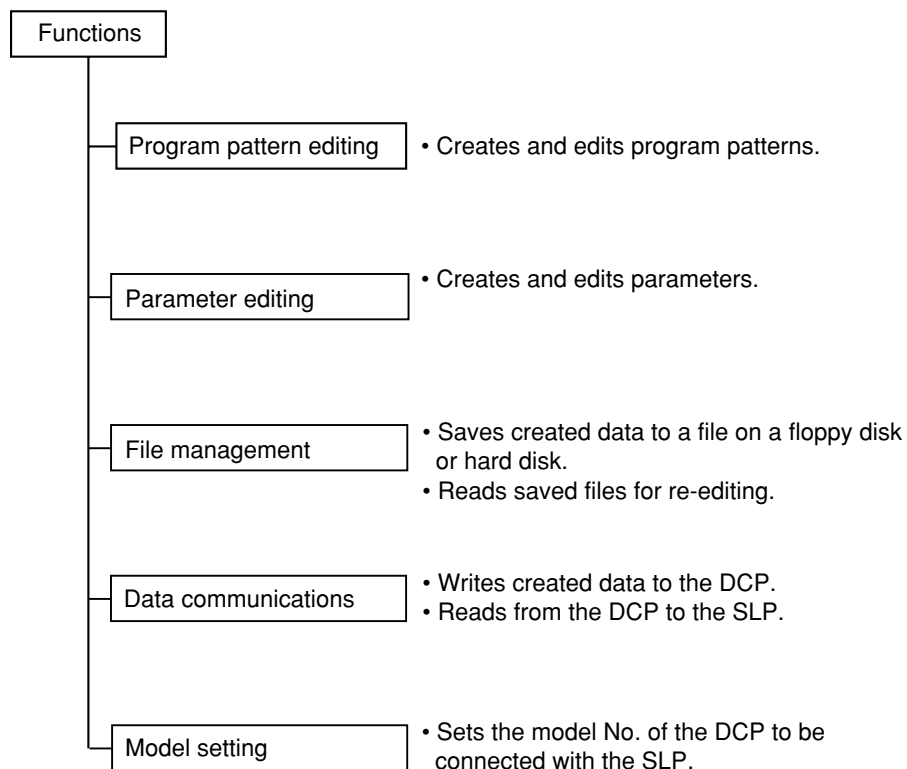 Functions
Program pattern editing
• Creates and edits program patterns.
Parameter editing
• Creates and edits parameters.
File management
• Saves created data to a file on a floppy disk
or hard disk.
• Reads saved files for re-editing.
Data communications
• Writes created data to the DCP.
• Reads from the DCP to the SLP.
Model setting
• Sets the model No. of the DCP to be
connected with the SLP.